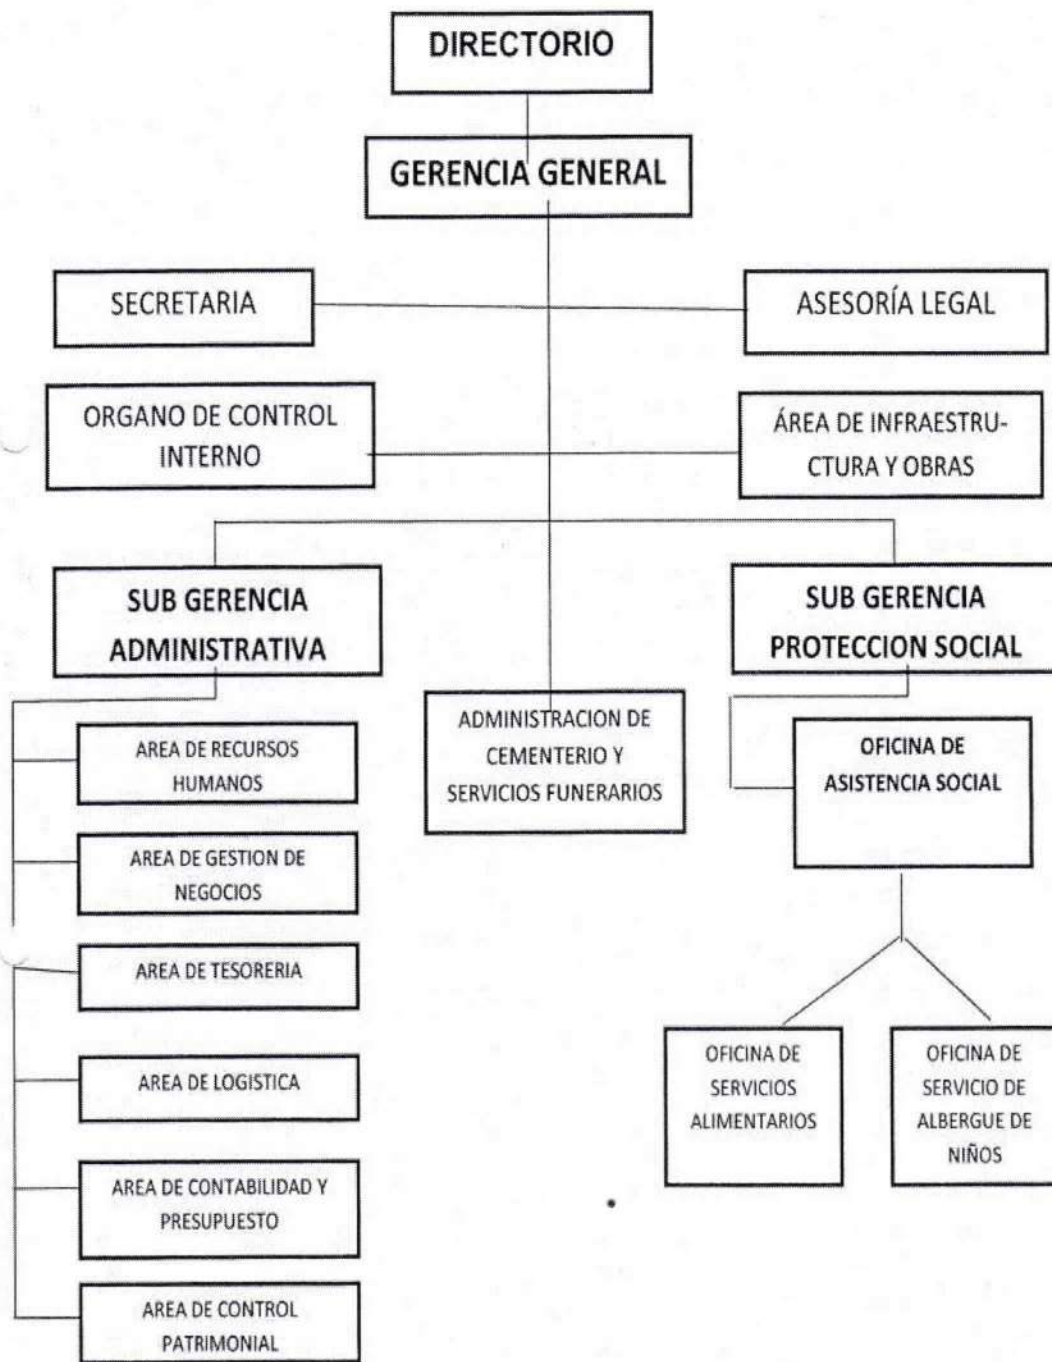 DIRECTORIO
GERENCIA GENERAL
SECRETARIA
ASESORÍA LEGAL
ORGANO DE CONTROL
INTERNO
ÁREA DE INFRAESTRU-
CTURA Y OBRAS
SUB GERENCIA
ADMINISTRATIVA
SUB GERENCIA
PROTECCION SOCIAL
ADMINISTRACION DE
CEMENTERIO Y
SERVICIOS FUNERARIOS
AREA DE RECURSOS
HUMANOS
AREA DE GESTION DE
NEGOCIOS
AREA DE TESORERIA
AREA DE LOGISTICA
AREA DE CONTABILIDAD Y
PRESUPUESTO
AREA DE CONTROL
PATRIMONIAL
OFICINA DE
ASISTENCIA SOCIAL
OFICINA DE
SERVICIOS
ALIMENTARIOS
OFICINA DE
SERVICIO DE
ALBERGUE DE
NIÑOS